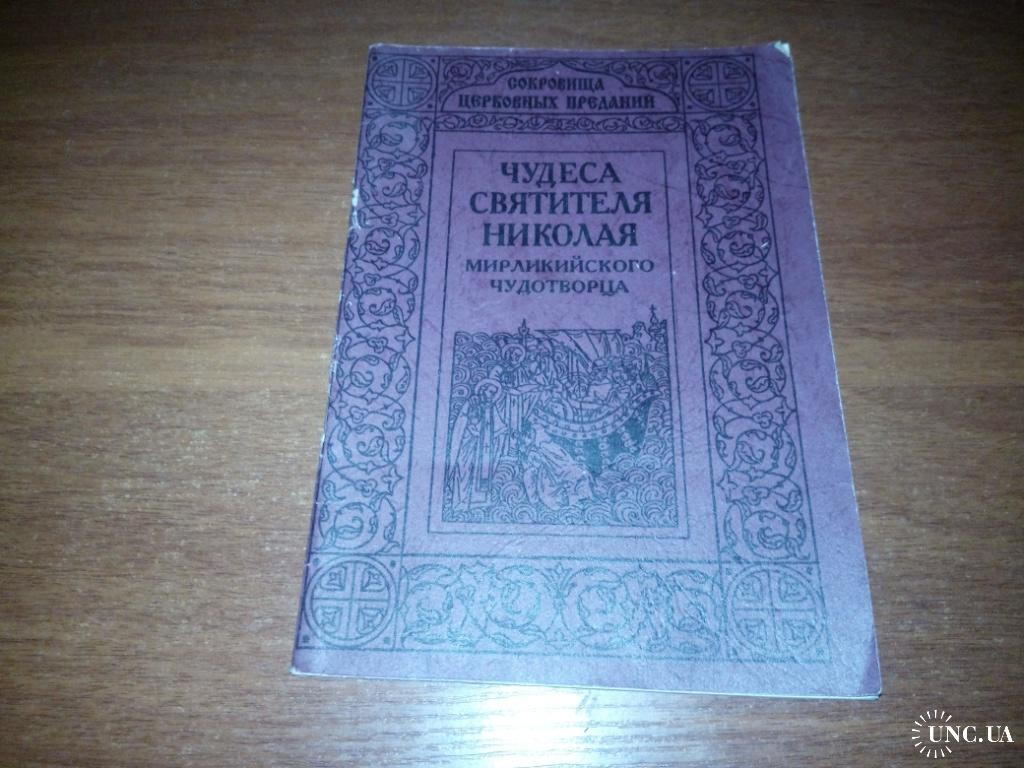 СОКРОВИЩА
ЦЕРКОВНЫХ ПРЕДАНИЙ
ЧУДЕСА
СВЯТИТЕЛЯ
НИКОЛАЯ
МИРЛИКИЙСКОГО
ЧУДОТВОРЦА
UNC.UA